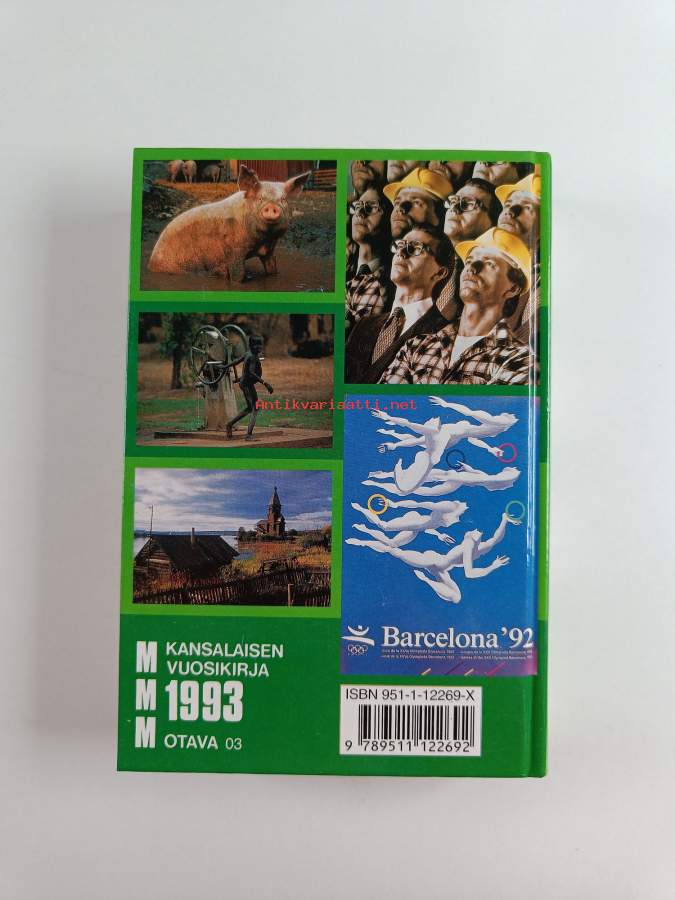 Antikvariaatti.net
Barcelona '92
M M M
KANSALAISEN
VUOSIKIRJA
1993
OTAVA 03
ISBN 951-1-12269-X
9 789511 122692